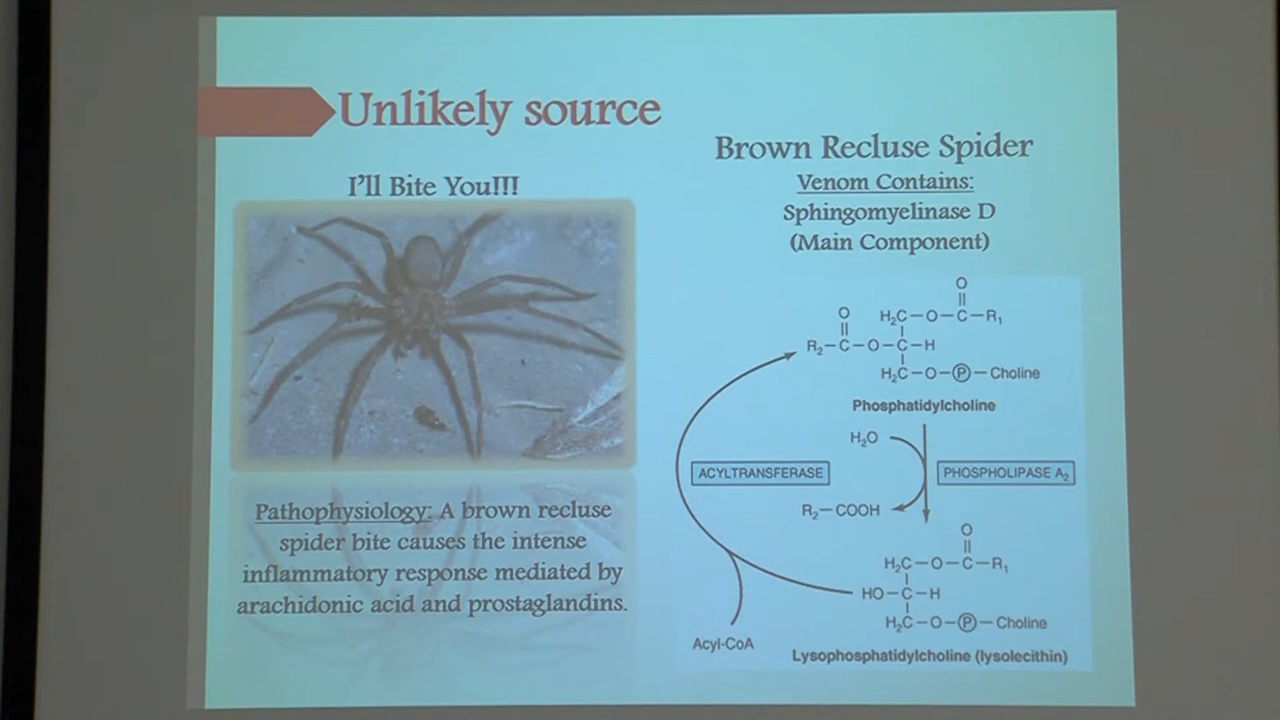 Unlikely source
I'll Bite You!!!
Pathophysiology: A brown recluse
spider bite causes the intense
inflammatory response mediated by
arachidonic acid and prostaglandins.
Brown Recluse Spider
Venom Contains:
Sphingomyelinase D
(Main Component)
O
O H₂C–O–C–R₁
R₂–C–O–C–H
H₂C–O–Ⓟ–Choline
Phosphatidylcholine
H₂O
ACYLTRANSFERASE PHOSPHOLIPASE A₂
R₂–COOH
O
H₂C–O–C–R₁
HO–C–H
H₂C–O–Ⓟ–Choline
Acyl-CoA
Lysophosphatidylcholine (lysolecithin)